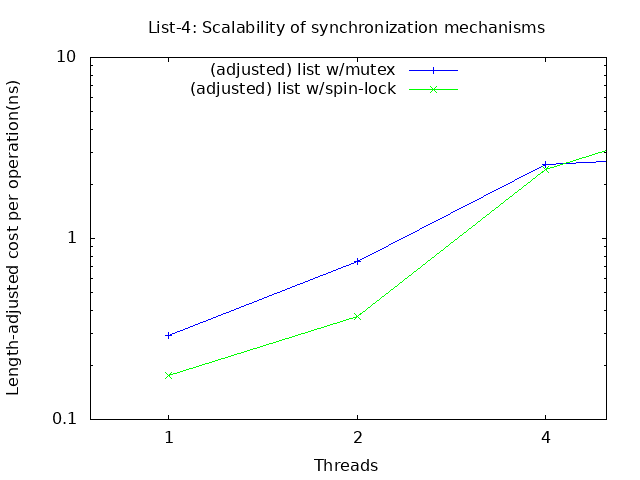 List-4: Scalability of synchronization mechanisms
10
(adjusted) list w/mutex
(adjusted) list w/spin-lock
Length-adjusted cost per operation(ns)
1
0.1
1 2 4
Threads